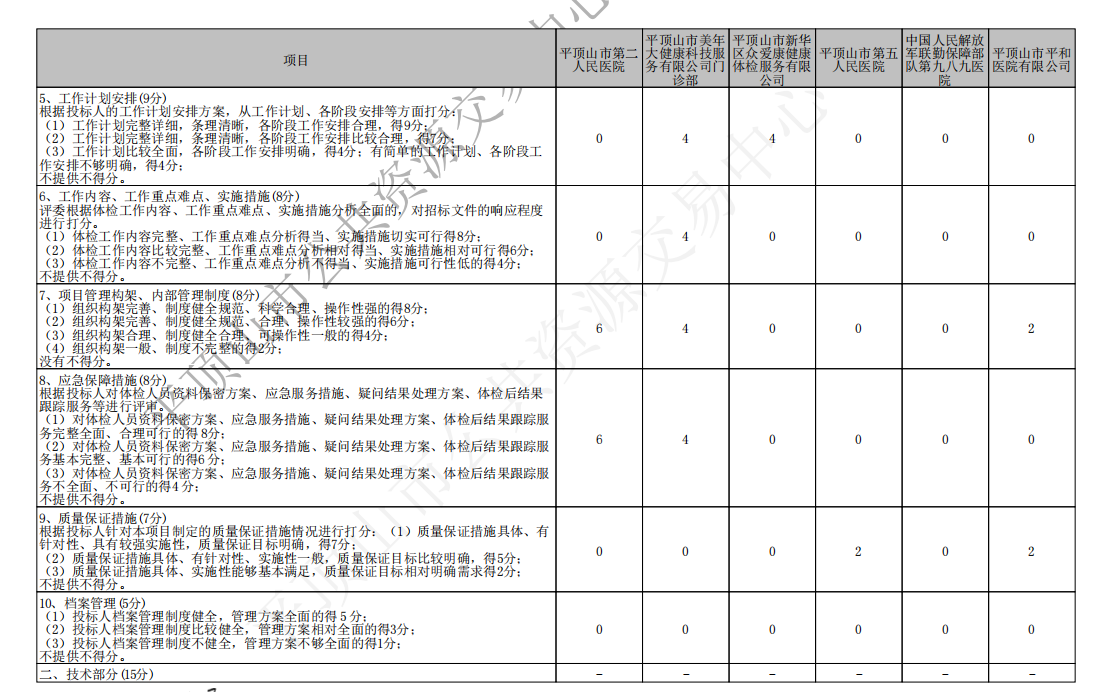 项目
平顶山市第二
人民医院
平顶山市美年
大健康科技服
务有限公司门
诊部
平顶山市新华
区众爱康健康
体检服务有限
公司
平顶山市第五
人民医院
中国人民解放
军联勤保障部
队第九八九医
院
平顶山市平和
医院有限公司
5、工作计划安排(9分)
根据投标人的工作计划安排方案，从工作计划、各阶段安排等方面打分：
（1）工作计划完整详细，条理清晰，各阶段工作安排合理，得9分；
（2）工作计划完整详细，条理清晰，各阶段工作安排比较合理，得7分；
（3）工作计划比较全面，各阶段工作安排明确，得4分；有简单的工作计划、各阶段工
作安排不够明确，得4分；
不提供不得分。
0 4 4 0 0 0
6、工作内容、工作重点难点、实施措施(8分)
评委根据体检工作内容、工作重点难点、实施措施分析全面的，对招标文件的响应程度
进行打分。
（1）体检工作内容完整、工作重点难点分析得当、实施措施切实可行得8分；
（2）体检工作内容比较完整、工作重点难点分析相对得当、实施措施相对可行得6分；
（3）体检工作内容不完整、工作重点难点分析不得当、实施措施可行性低的得4分；
不提供不得分。
0 4 0 0 0 0
7、项目管理构架、内部管理制度(8分)
（1）组织构架完善、制度健全规范、科学合理、操作性强的得8分；
（2）组织构架完善、制度健全规范、合理、操作性较强的得6分；
（3）组织构架合理、制度健全合理、可操作性一般的得4分；
（4）组织构架一般、制度不完整的得2分；
没有不得分。
6 4 0 0 0 2
8、应急保障措施(8分)
根据投标人对体检人员资料保密方案、应急服务措施、疑问结果处理方案、体检后结果
跟踪服务等进行评审。
（1）对体检人员资料保密方案、应急服务措施、疑问结果处理方案、体检后结果跟踪服
务完整全面、合理可行的得8分；
（2）对体检人员资料保密方案、应急服务措施、疑问结果处理方案、体检后结果跟踪服
务基本完整、基本可行的得6 分；
（3）对体检人员资料保密方案、应急服务措施、疑问结果处理方案、体检后结果跟踪服
务不全面、不可行的得4 分；
不提供不得分。
6 4 0 0 0 0
9、质量保证措施(7分)
根据投标人针对本项目制定的质量保证措施情况进行打分：（1）质量保证措施具体、有
针对性、具有较强实施性，质量保证目标明确，得7分；
（2）质量保证措施具体、有针对性、实施性一般，质量保证目标比较明确，得5分；
（3）质量保证措施具体、实施性能够基本满足，质量保证目标相对明确需求得2分；
不提供不得分。
0 0 0 2 0 2
10、档案管理(5分)
（1）投标人档案管理制度健全，管理方案全面的得 5 分；
（2）投标人档案管理制度比较健全，管理方案相对全面的得3分；
（3）投标人档案管理制度不健全，管理方案不够全面的得1分；
不提供不得分。
0 0 0 0 0 0
二、技术部分(15分)
– – – – – –
平顶山市公共资源交易中心
平顶山市公共资源交易中心